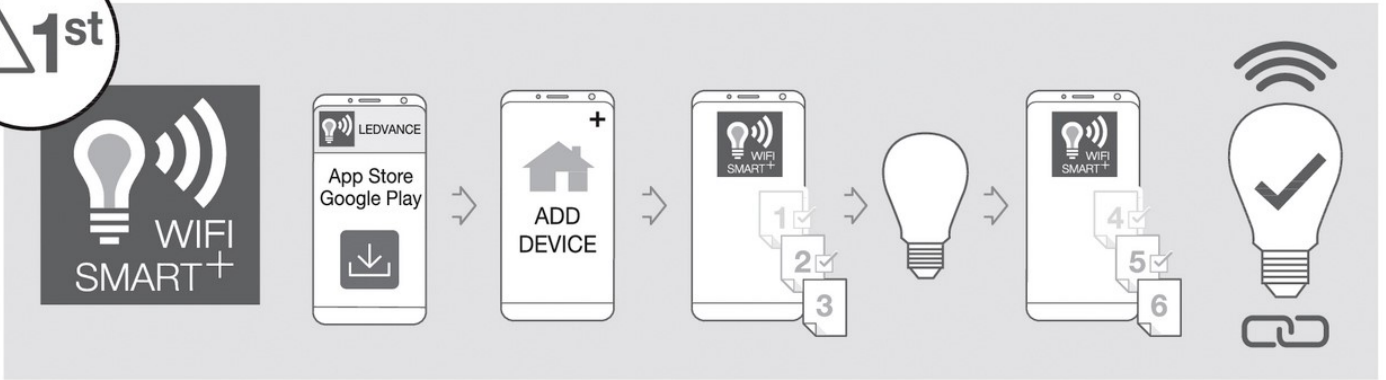 1st
WIFI
SMART+
LEDVANCE
App Store
Google Play
+
ADD
DEVICE
WIFI
SMART+
1
2
3
WIFI
SMART+
4
5
6